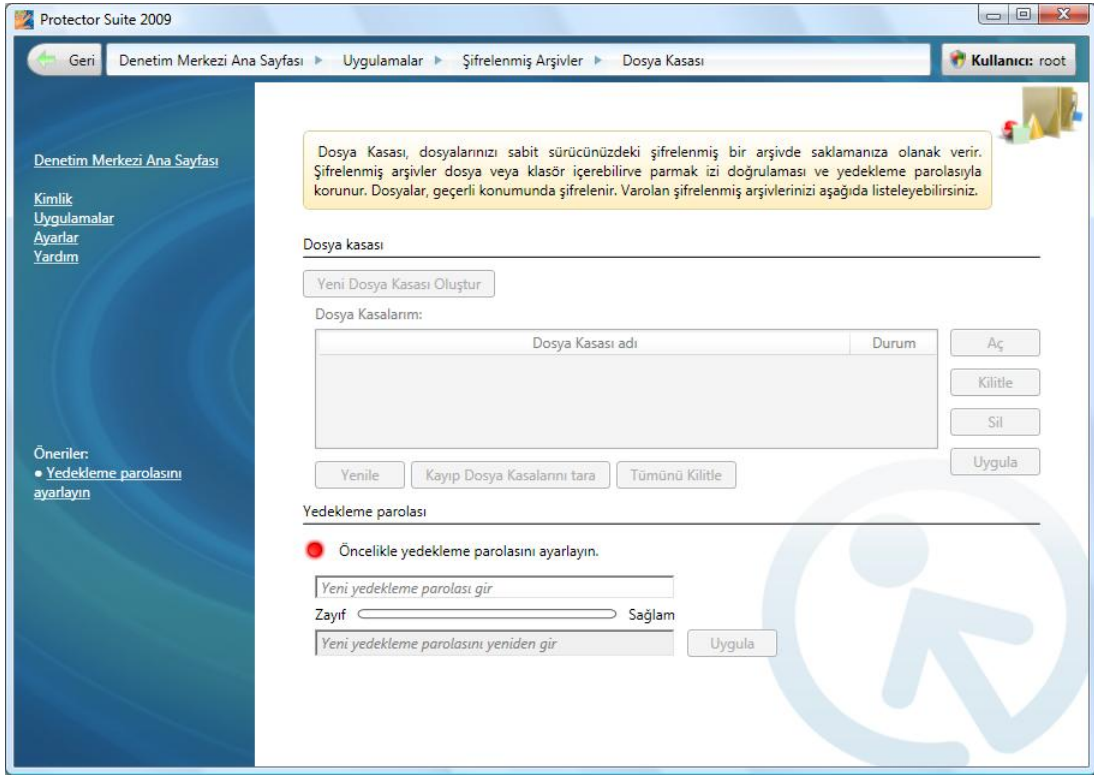 Protector Suite 2009
Geri Denetim Merkezi Ana Sayfası Uygulamalar Şifrelenmiş Arşivler Dosya Kasası Kullanıcı: root
Denetim Merkezi Ana Sayfası
Kimlik
Uygulamalar
Ayarlar
Yardım
Öneriler:
• Yedekleme parolasını
ayarlayın
Dosya Kasası, dosyalarınızı sabit sürücünüzdeki şifrelenmiş bir arşivde saklamanıza olanak verir.
Şifrelenmiş arşivler dosya veya klasör içerebilirve parmak izi doğrulaması ve yedekleme parolasıyla
korunur. Dosyalar, geçerli konumunda şifrelenir. Varolan şifrelenmiş arşivlerinizi aşağıda listeleyebilirsiniz.
Dosya kasası
Yeni Dosya Kasası Oluştur
Dosya Kasalarım:
Dosya Kasası adı Durum
Aç
Kilitle
Sil
Uygula
Yenile Kayıp Dosya Kasalarını tara Tümünü Kilitle
Yedekleme parolası
Öncelikle yedekleme parolasını ayarlayın.
Yeni yedekleme parolası gir
Zayıf Sağlam
Yeni yedekleme parolasını yeniden gir Uygula